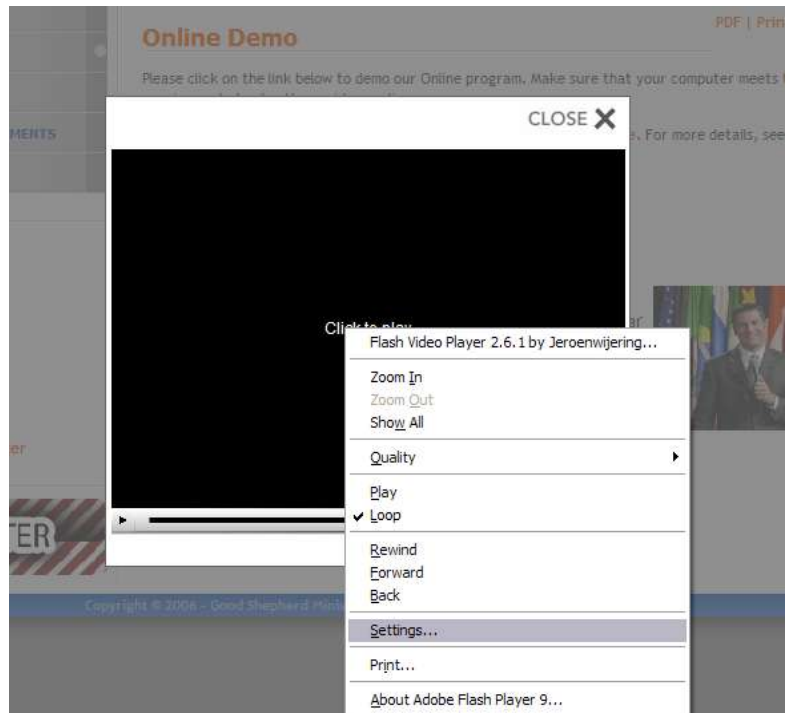 PDF | Prin
Online Demo
Please click on the link below to demo our Online program. Make sure that your computer meets
MENTS
CLOSE
. For more details, see
Click to play
ar
Flash Video Player 2.6.1 by Jeroenwijering...
Zoom In
Zoom Out
Show All
er
Quality
Play
Loop
TER
Rewind
Forward
Back
Copyright © 2006 - Good Shepherd Minis
Settings...
Print...
About Adobe Flash Player 9...